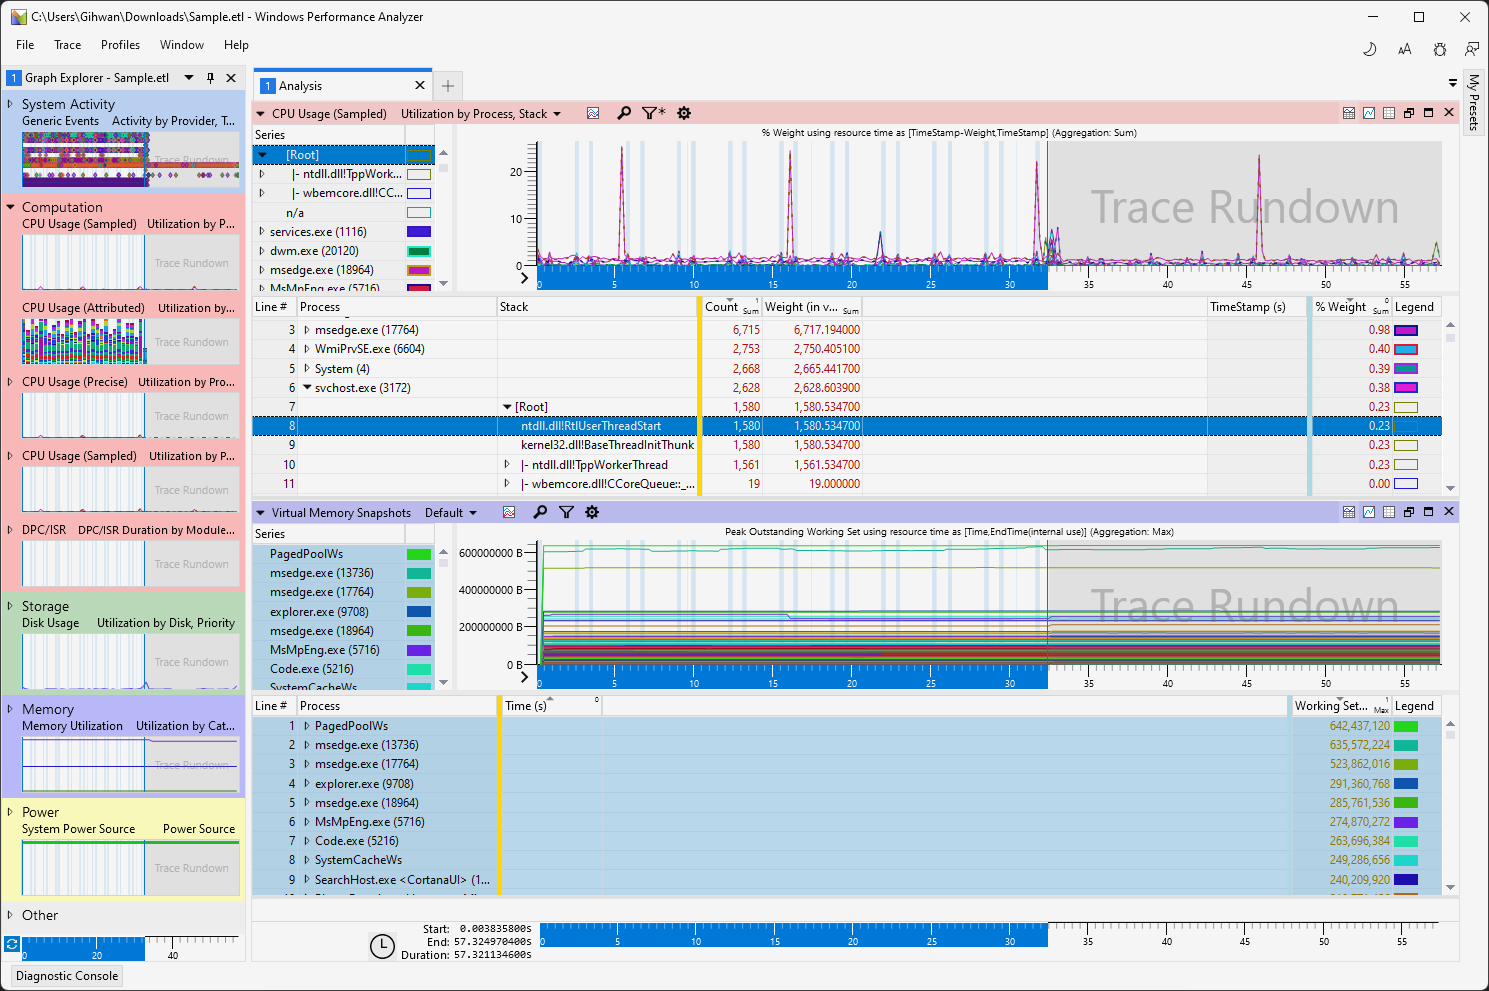 C:\Users\Gihwan\Downloads\Sample.etl - Windows Performance Analyzer
File Trace Profiles Window Help
1 Graph Explorer - Sample.etl
System Activity
Generic Events Activity by Provider, T...
Trace Rundown
Computation
CPU Usage (Sampled) Utilization by P...
Trace Rundown
CPU Usage (Attributed) Utilization by...
Trace Rundown
CPU Usage (Precise) Utilization by Pro...
Trace Rundown
CPU Usage (Sampled) Utilization by P...
Trace Rundown
DPC/ISR DPC/ISR Duration by Module...
Trace Rundown
Storage
Disk Usage Utilization by Disk, Priority
Trace Rundown
Memory
Memory Utilization Utilization by Cat...
Trace Rundown
Power
System Power Source Power Source
Trace Rundown
Other
0 20 40
Diagnostic Console
1 Analysis
My Presets
CPU Usage (Sampled) Utilization by Process, Stack
Series
[Root]
|- ntdll.dll!TppWork...
|- wbemcore.dll!CC...
n/a
services.exe (1116)
dwm.exe (20120)
msedge.exe (18964)
MsMpEng.exe (5716)
% Weight using resource time as [TimeStamp-Weight,TimeStamp] (Aggregation: Sum)
20
10
0
Trace Rundown
0 5 10 15 20 25 30 35 40 45 50 55
Line # Process Stack Count 1 Sum Weight (in v... Sum TimeStamp (s) % Weight 0 Sum Legend
3 msedge.exe (17764) 6,715 6,717.194000 0.98
4 WmiPrvSE.exe (6604) 2,753 2,750.405100 0.40
5 System (4) 2,668 2,665.441700 0.39
6 svchost.exe (3172) 2,628 2,628.603900 0.38
7 [Root] 1,580 1,580.534700 0.23
8 ntdll.dll!RtlUserThreadStart 1,580 1,580.534700 0.23
9 kernel32.dll!BaseThreadInitThunk 1,580 1,580.534700 0.23
10 |- ntdll.dll!TppWorkerThread 1,561 1,561.534700 0.23
11 |- wbemcore.dll!CCoreQueue::_... 19 19.000000 0.00
Virtual Memory Snapshots Default
Series
PagedPoolWs
msedge.exe (13736)
msedge.exe (17764)
explorer.exe (9708)
msedge.exe (18964)
MsMpEng.exe (5716)
Code.exe (5216)
SystemCacheWs
Peak Outstanding Working Set using resource time as [Time,EndTime(internal use)] (Aggregation: Max)
600000000 B
400000000 B
200000000 B
0 B
Trace Rundown
0 5 10 15 20 25 30 35 40 45 50 55
Line # Process Time (s) 0 Working Set... 1 Max Legend
1 PagedPoolWs 642,437,120
2 msedge.exe (13736) 635,572,224
3 msedge.exe (17764) 523,862,016
4 explorer.exe (9708) 291,360,768
5 msedge.exe (18964) 285,761,536
6 MsMpEng.exe (5716) 274,870,272
7 Code.exe (5216) 263,696,384
8 SystemCacheWs 249,286,656
9 SearchHost.exe <CortanaUI> (1... 240,209,920
Start: 0.003835800s
End: 57.324970400s
Duration: 57.321134600s
0 5 10 15 20 25 30 35 40 45 50 55